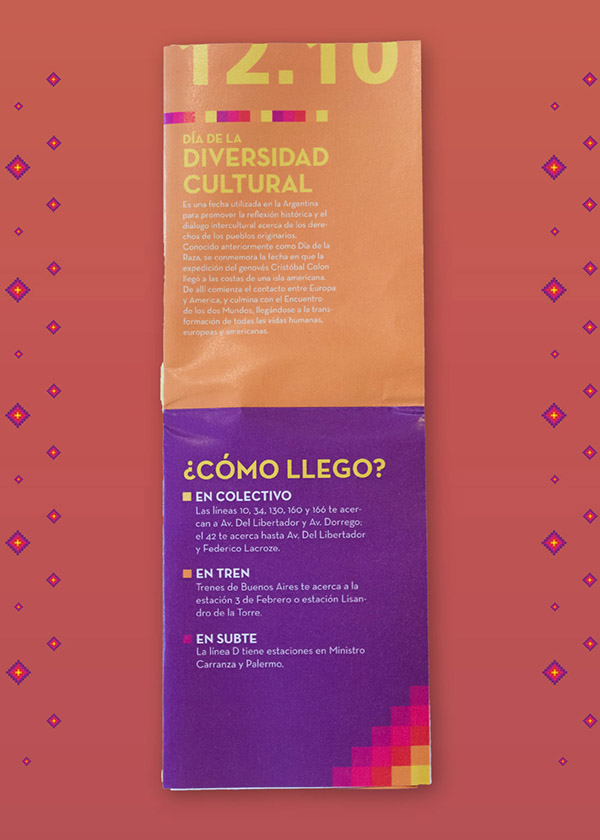 12.10
DÍA DE LA
DIVERSIDAD
CULTURAL
Es una fecha utilizada en la Argentina
para promover la reflexión histórica y el
diálogo intercultural acerca de los dere-
chos de los pueblos originarios.
Conocido anteriormente como Día de la
Raza, se conmemora la fecha en que la
expedición del genovés Cristóbal Colon
llegó a las costas de una isla americana.
De allí comienza el contacto entre Europa
y America, y culmina con el Encuentro
de los dos Mundos, llegándose a la trans-
formación de todas las vidas humanas,
europeas y americanas.
¿CÓMO LLEGO?
EN COLECTIVO
Las líneas 10, 34, 130, 160 y 166 te acer-
can a Av. Del Libertador y Av. Dorrego;
el 42 te acerca hasta Av. Del Libertador
y Federico Lacroze.
EN TREN
Trenes de Buenos Aires te acerca a la
estación 3 de Febrero o estación Lisan-
dro de la Torre.
EN SUBTE
La línea D tiene estaciones en Ministro
Carranza y Palermo.